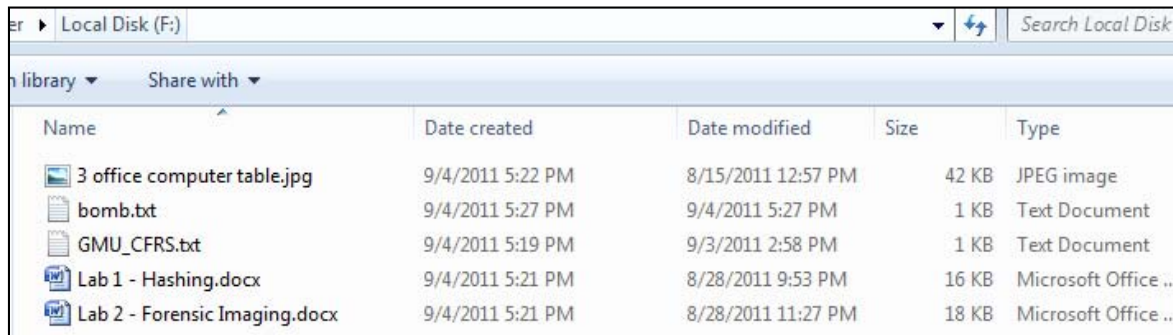 er ▸ Local Disk (F:) Search Local Disk
n library Share with
Name Date created Date modified Size Type
3 office computer table.jpg 9/4/2011 5:22 PM 8/15/2011 12:57 PM 42 KB JPEG image
bomb.txt 9/4/2011 5:27 PM 9/4/2011 5:27 PM 1 KB Text Document
GMU_CFRS.txt 9/4/2011 5:19 PM 9/3/2011 2:58 PM 1 KB Text Document
Lab 1 - Hashing.docx 9/4/2011 5:21 PM 8/28/2011 9:53 PM 16 KB Microsoft Office ...
Lab 2 - Forensic Imaging.docx 9/4/2011 5:21 PM 8/28/2011 11:27 PM 18 KB Microsoft Office ...